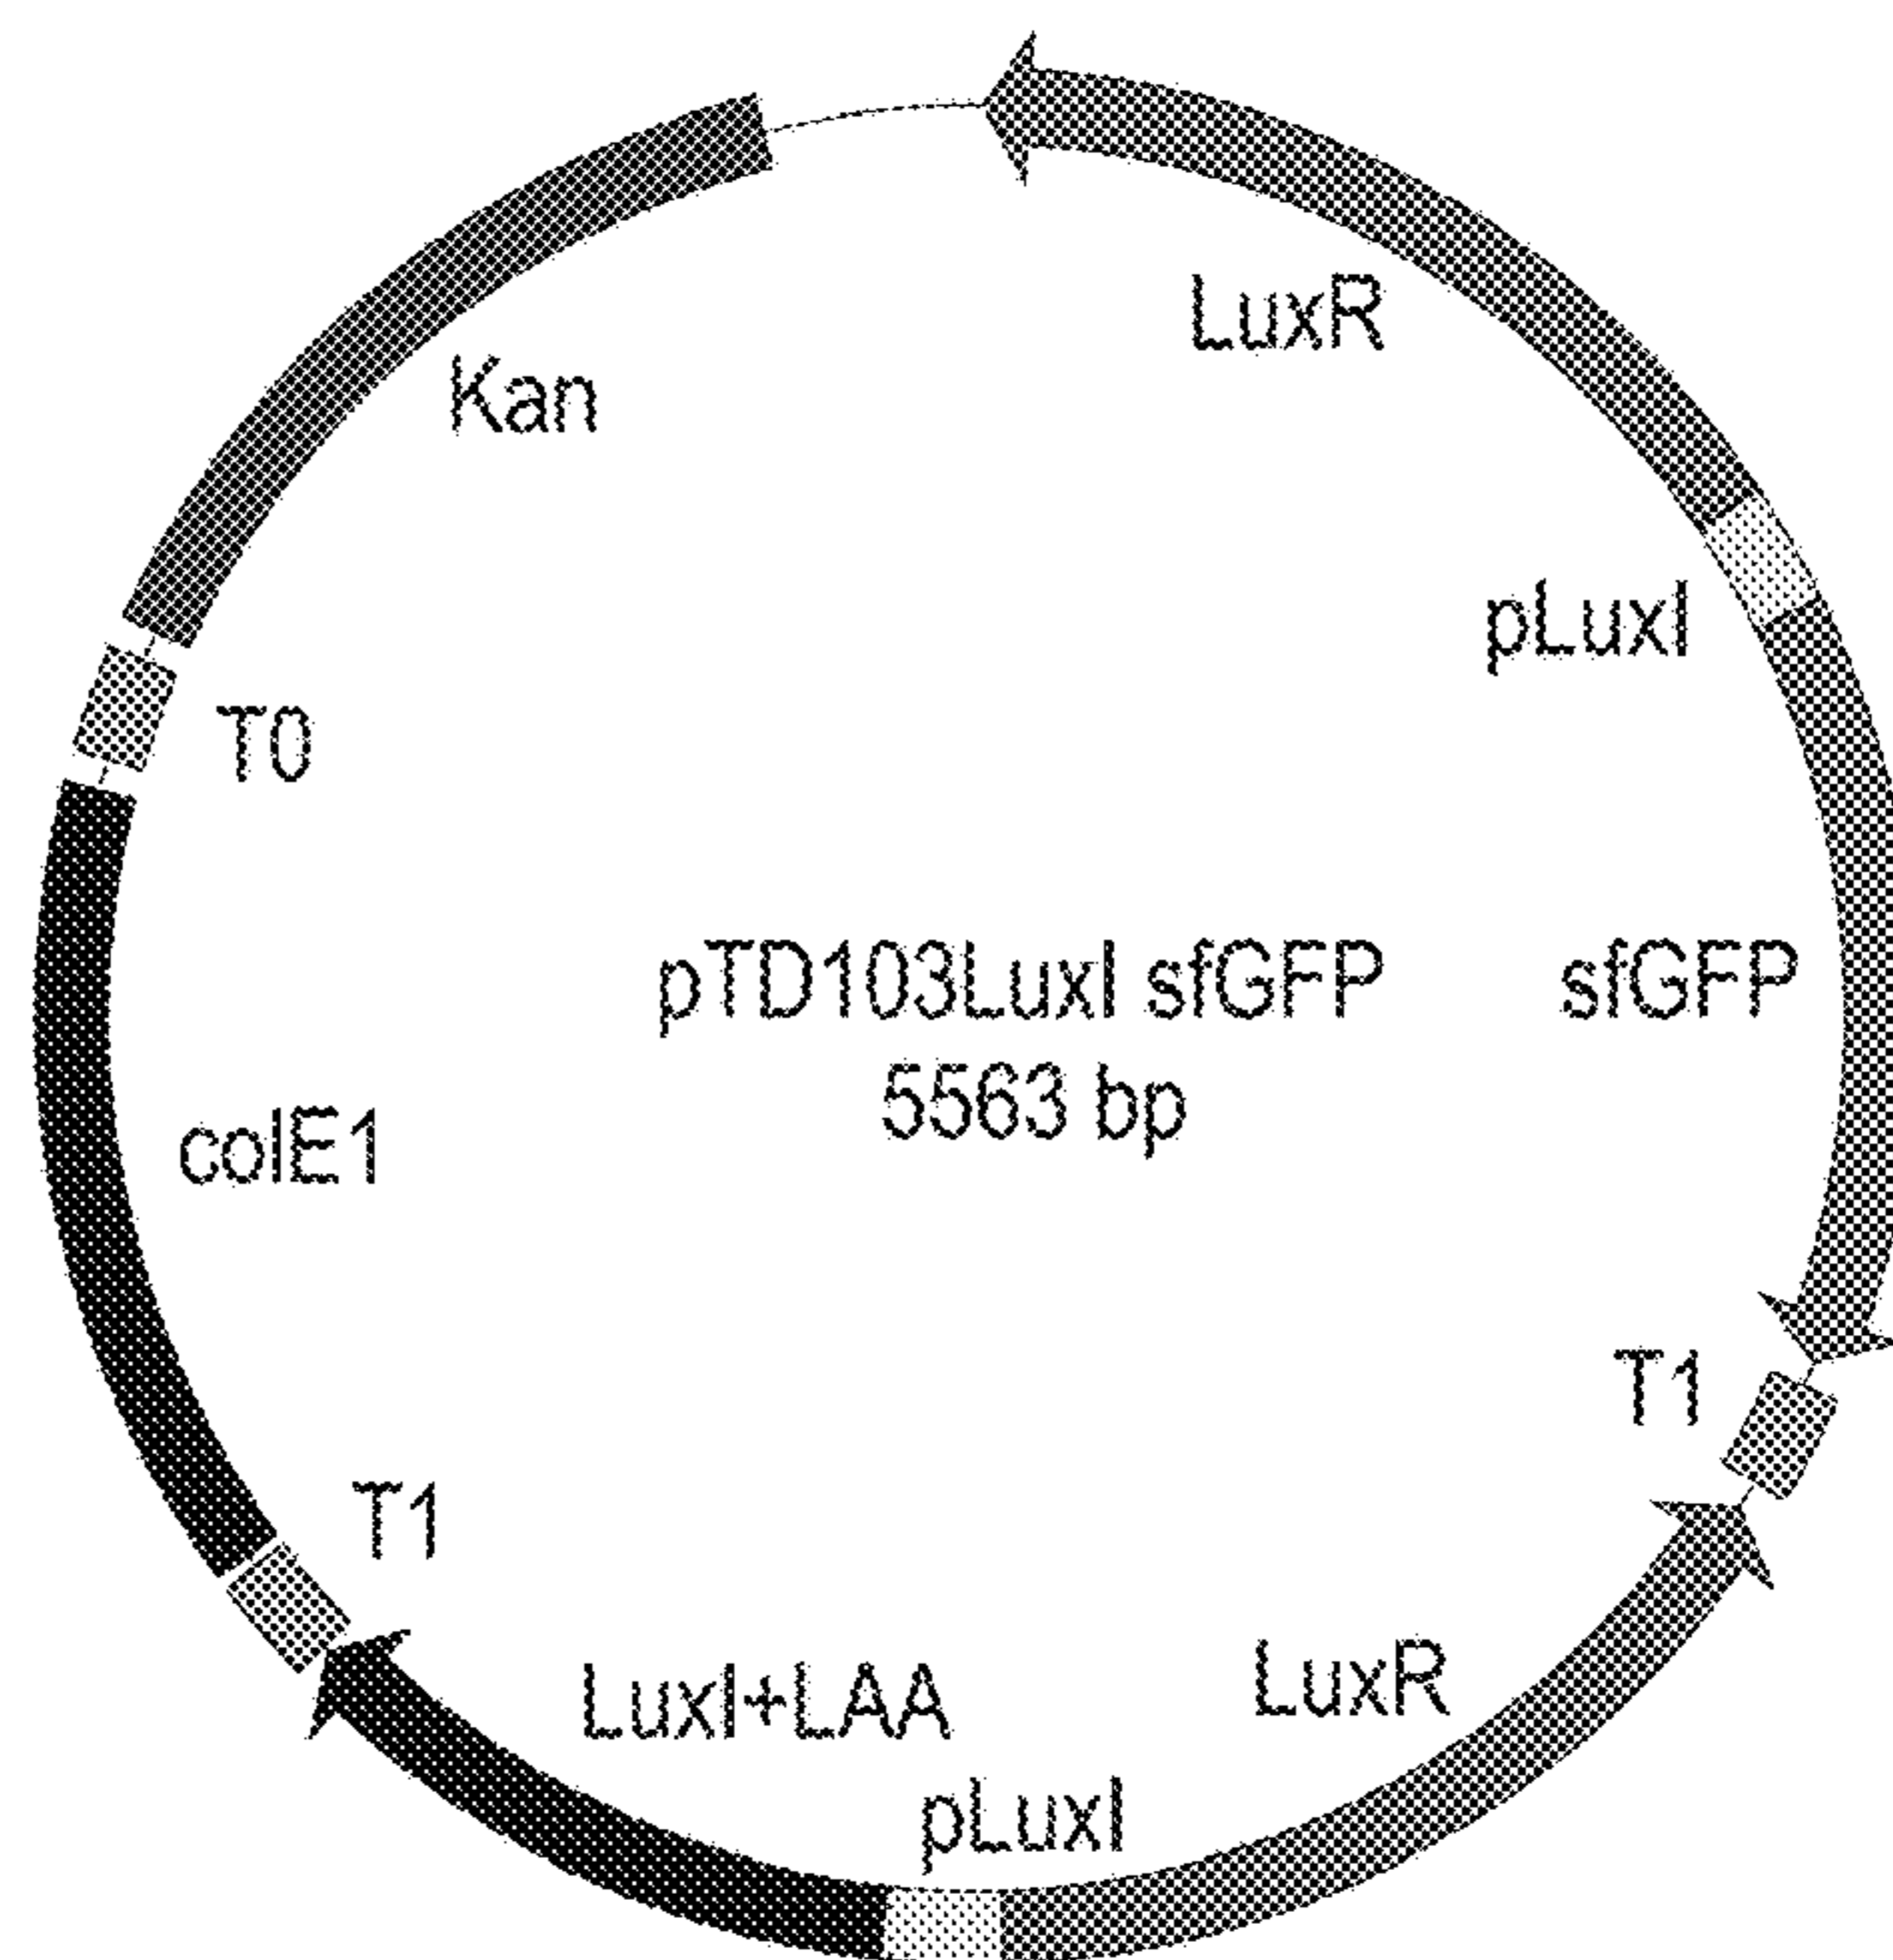 LuxR
Kan
pLuxI
T0
pTD103LuxI sfGFP
5563 bp
sfGFP
colE1
T1
T1
LuxI+LAA
LuxR
pLuxI